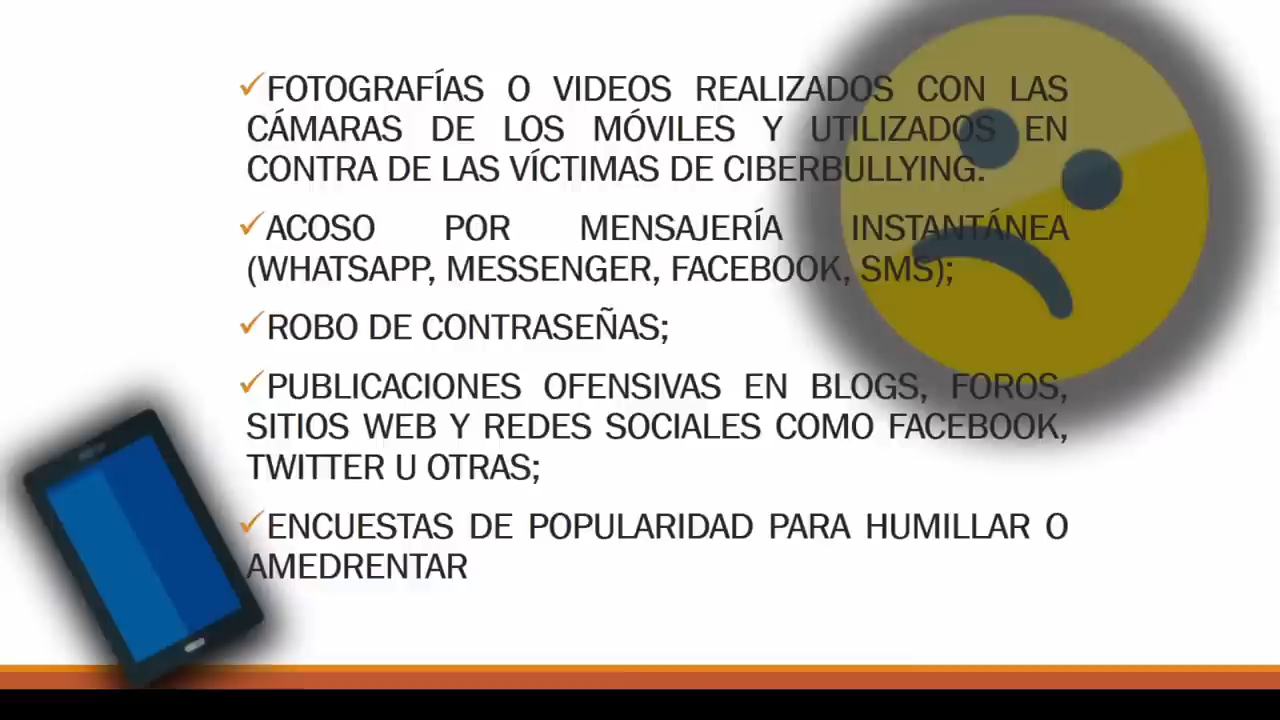 ✓FOTOGRAFÍAS O VIDEOS REALIZADOS CON LAS
CÁMARAS DE LOS MÓVILES Y UTILIZADOS EN
CONTRA DE LAS VÍCTIMAS DE CIBERBULLYING.
✓ACOSO POR MENSAJERÍA INSTANTÁNEA
(WHATSAPP, MESSENGER, FACEBOOK, SMS);
✓ROBO DE CONTRASEÑAS;
✓PUBLICACIONES OFENSIVAS EN BLOGS, FOROS,
SITIOS WEB Y REDES SOCIALES COMO FACEBOOK,
TWITTER U OTRAS;
✓ENCUESTAS DE POPULARIDAD PARA HUMILLAR O
AMEDRENTAR